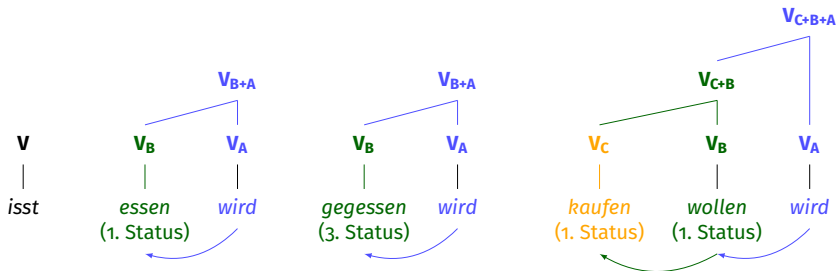 V_C+B+A
V_B+A V_B+A V_C+B
V V_B V_A V_B V_A V_C V_B V_A
isst essen wird gegessen wird kaufen wollen wird
(1. Status) (3. Status) (1. Status) (1. Status)